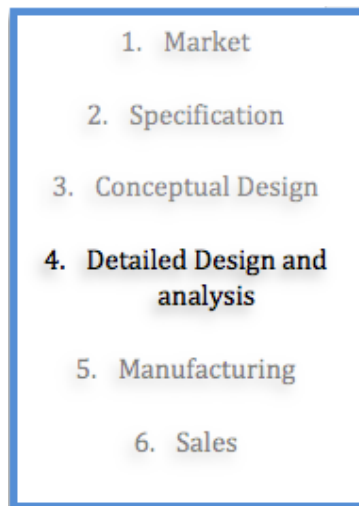 1. Market
2. Specification
3. Conceptual Design
4. Detailed Design and
analysis
5. Manufacturing
6. Sales